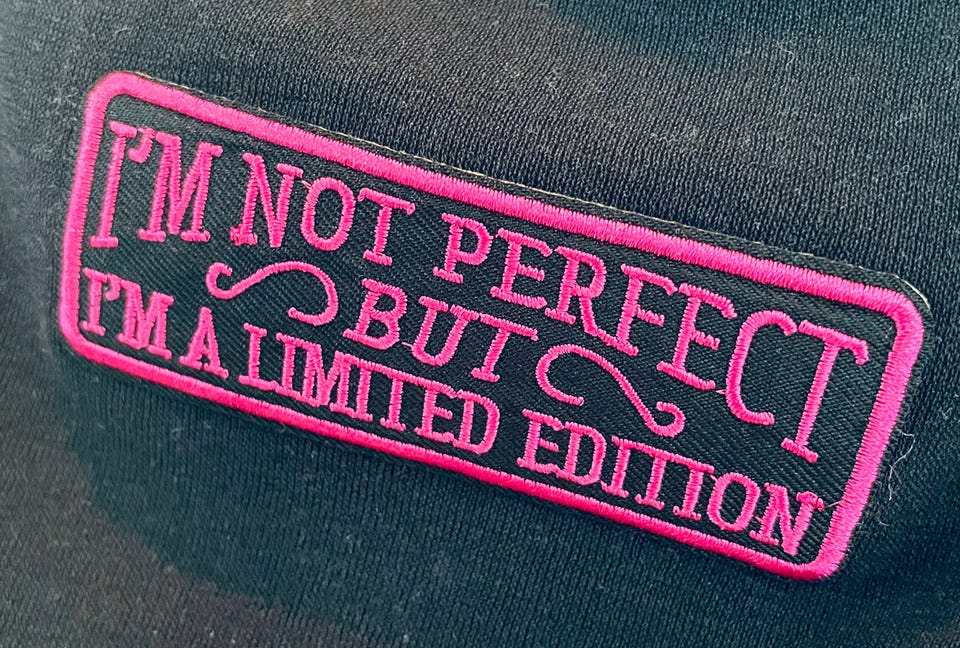 I'M NOT PERFECT
BUT
I'M A LIMITED EDITION